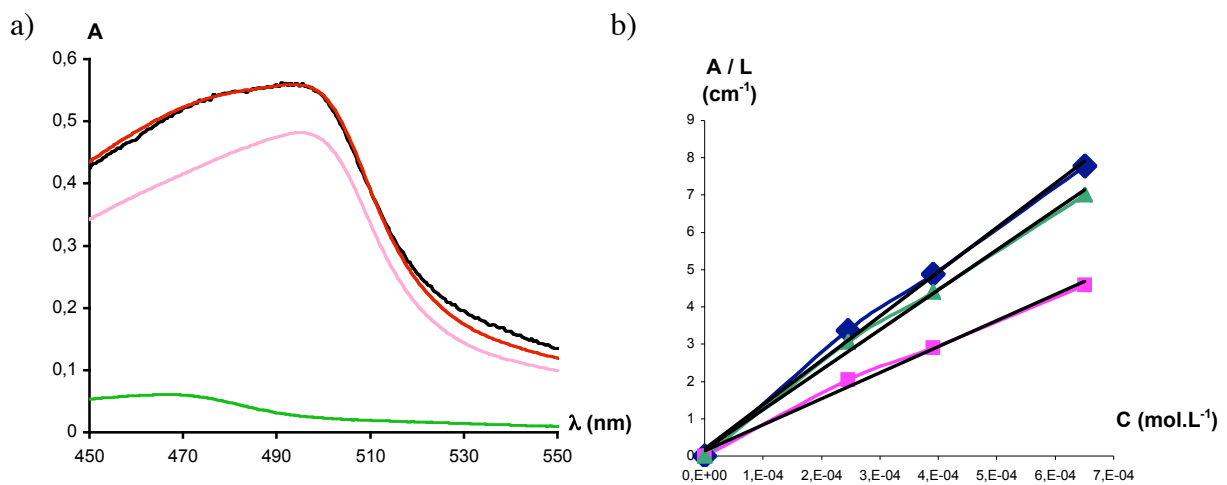 a)
A
0,6
0,5
0,4
0,3
0,2
0,1
0
450
470
490
510
530
550
λ (nm)
b)
A / L
(cm⁻¹)
9
8
7
6
5
4
3
2
1
0
0,E+00
1,E-04
2,E-04
3,E-04
4,E-04
5,E-04
6,E-04
7,E-04
C (mol.L⁻¹)